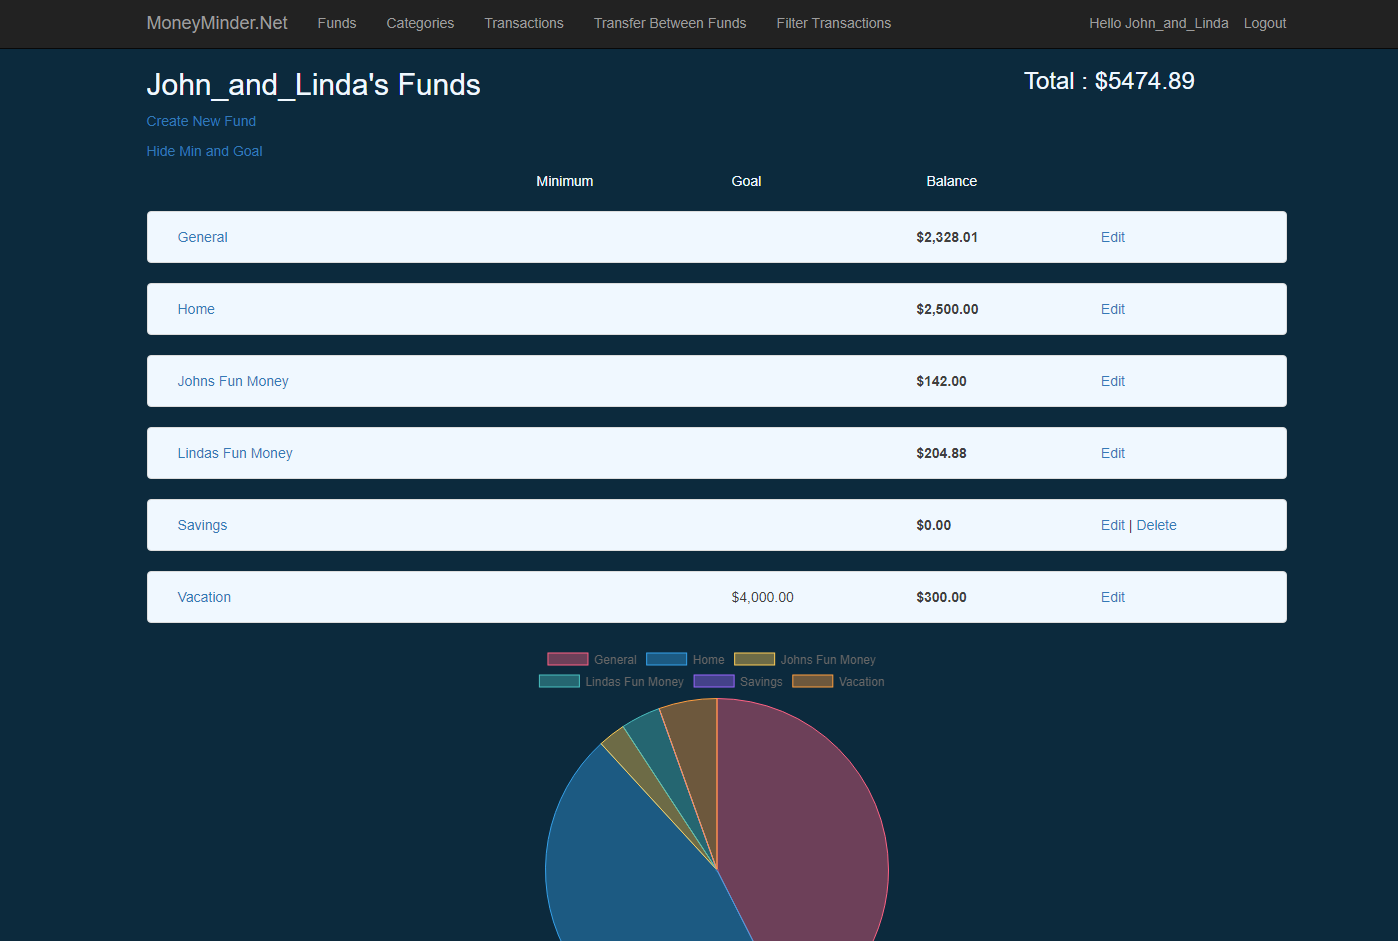 MoneyMinder.Net Funds Categories Transactions Transfer Between Funds Filter Transactions Hello John_and_Linda Logout
John_and_Linda's Funds Total : $5474.89
Create New Fund
Hide Min and Goal
Minimum Goal Balance
General $2,328.01 Edit
Home $2,500.00 Edit
Johns Fun Money $142.00 Edit
Lindas Fun Money $204.88 Edit
Savings $0.00 Edit | Delete
Vacation $4,000.00 $300.00 Edit
General Home Johns Fun Money
Lindas Fun Money Savings Vacation